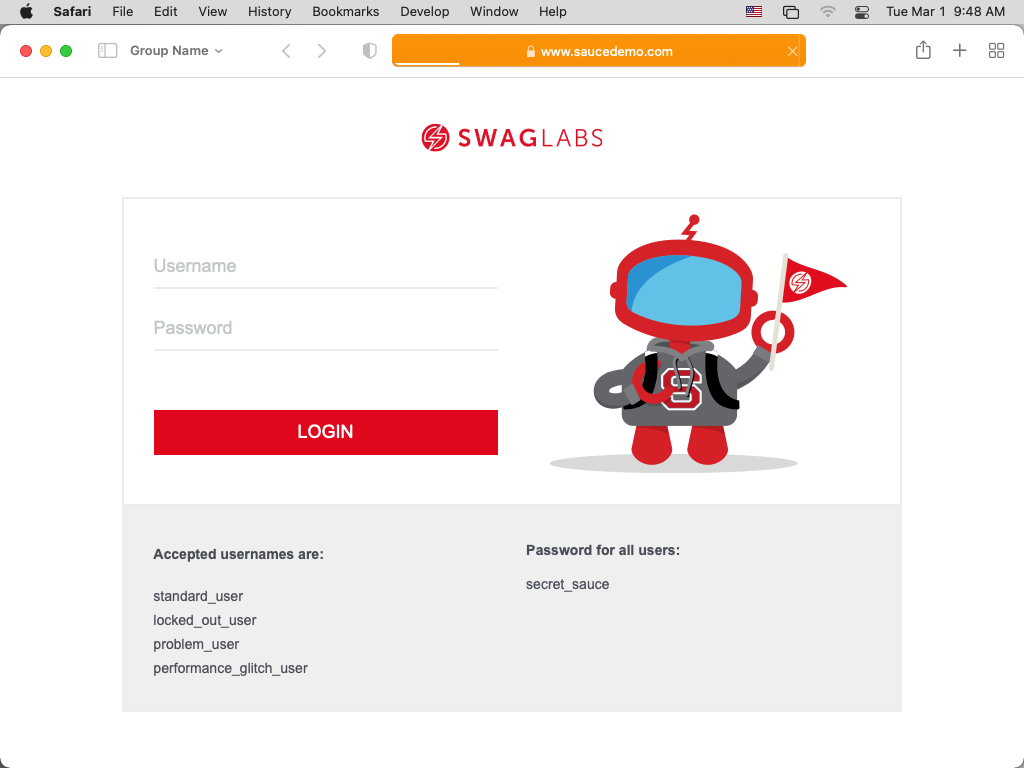 Safari File Edit View History Bookmarks Develop Window Help Tue Mar 1 9:48 AM
Group Name www.saucedemo.com
SWAGLABS
Username
Password
LOGIN
S
Accepted usernames are:
standard_user
locked_out_user
problem_user
performance_glitch_user
Password for all users:
secret_sauce